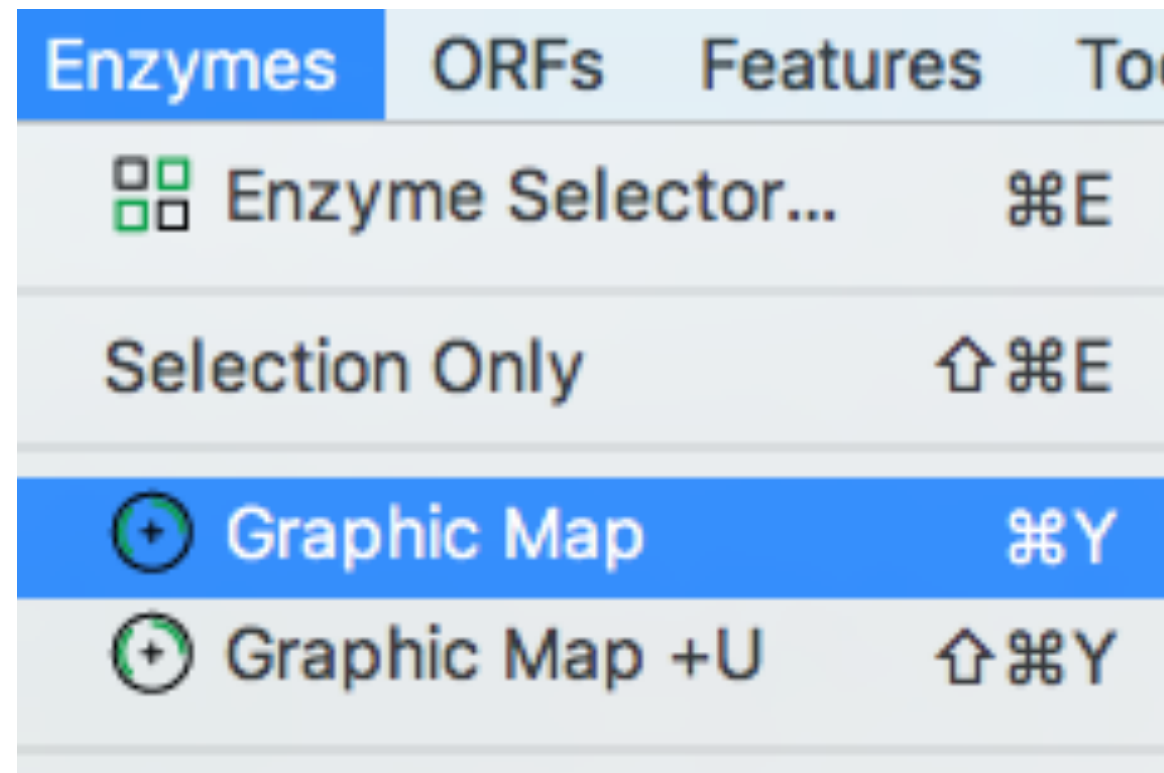 Enzymes ORFs Features
Enzyme Selector... ⌘E
Selection Only ⇧⌘E
Graphic Map ⌘Y
Graphic Map +U ⇧⌘Y